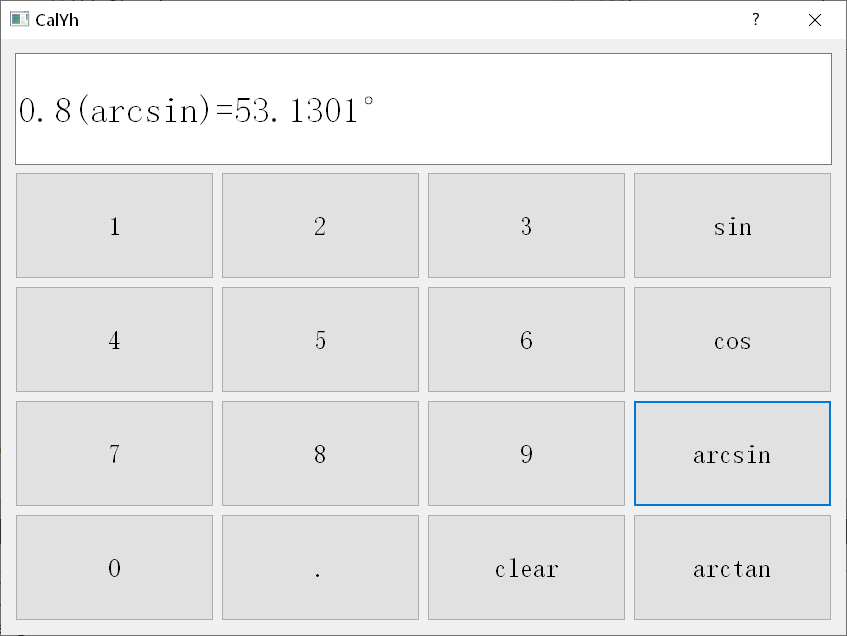 CalYh ?
0.8(arcsin)=53.1301°
1 2 3 sin
4 5 6 cos
7 8 9 arcsin
0 . clear arctan